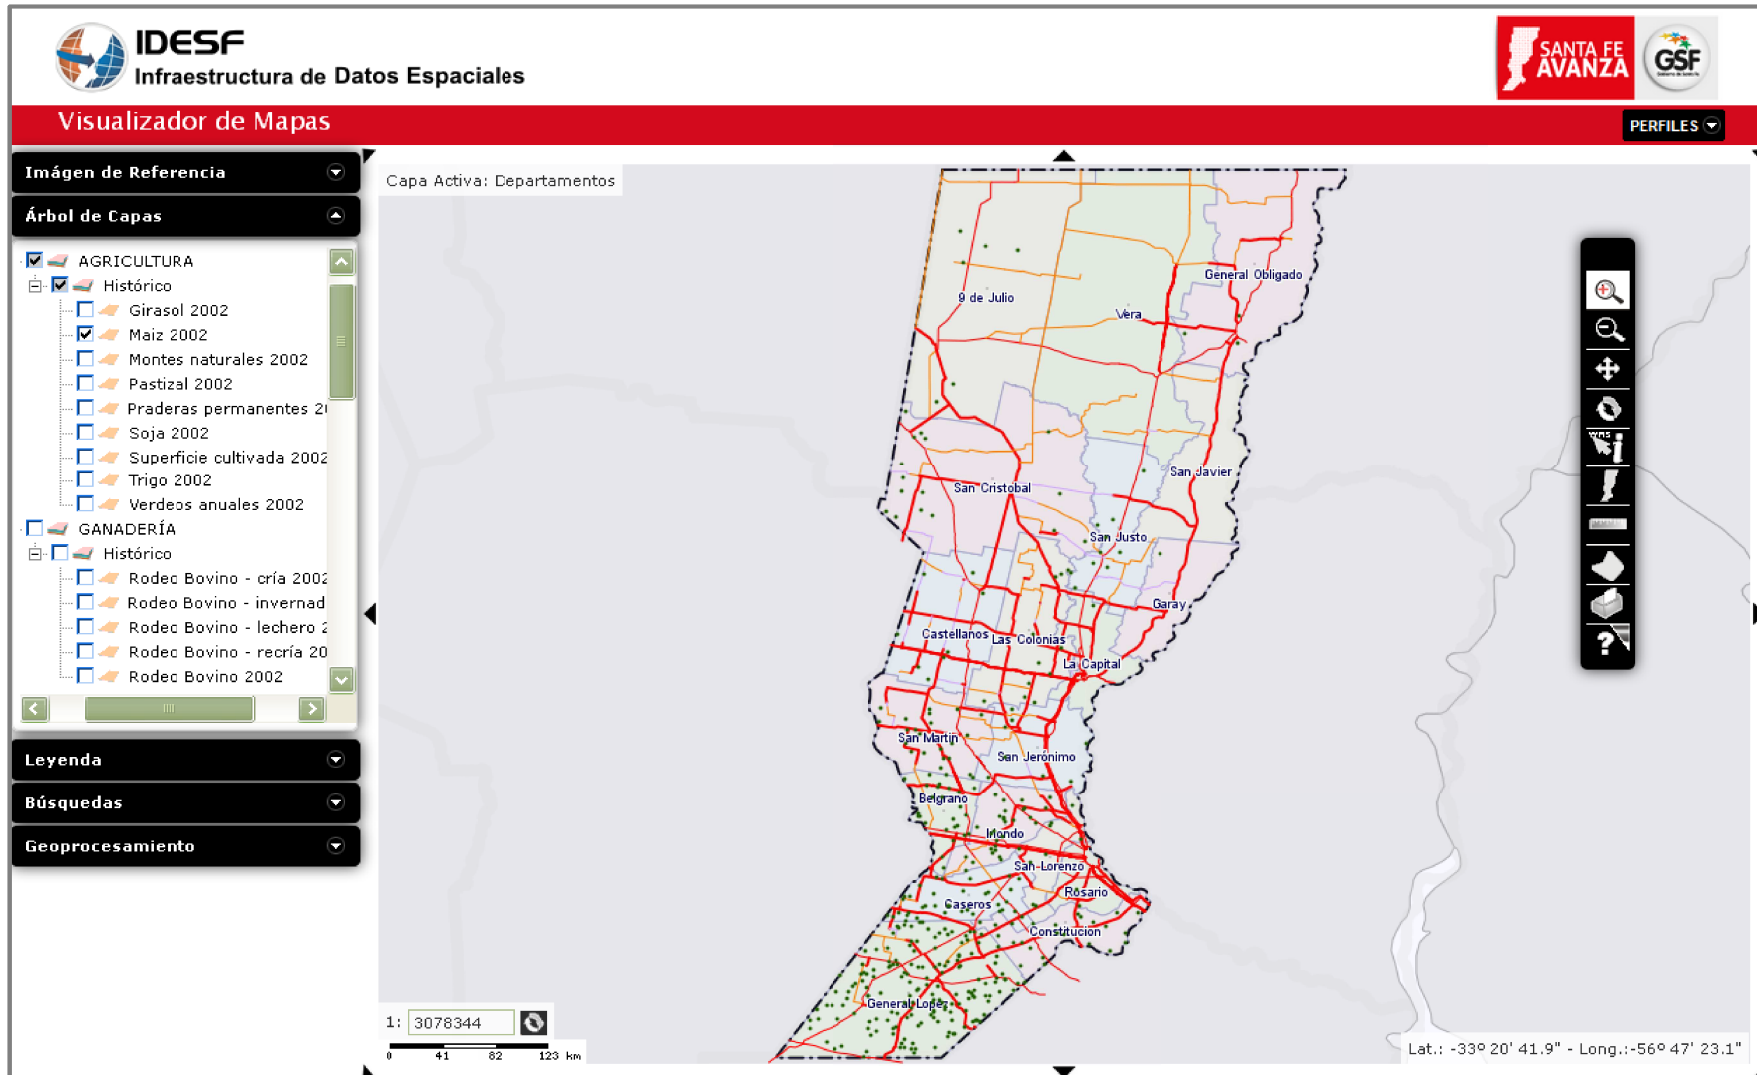 IDESF
Infraestructura de Datos Espaciales
SANTA FE
AVANZA
GSF
Visualizador de Mapas
PERFILES
Imágen de Referencia
Árbol de Capas
AGRICULTURA
Histórico
Girasol 2002
Maiz 2002
Montes naturales 2002
Pastizal 2002
Praderas permanentes 2
Soja 2002
Superficie cultivada 2002
Trigo 2002
Verdeos anuales 2002
GANADERÍA
Histórico
Rodeo Bovino - cría 2002
Rodeo Bovino - invernad
Rodeo Bovino - lechero 2
Rodeo Bovino - recría 20
Rodeo Bovino 2002
Leyenda
Búsquedas
Geoprocesamiento
Capa Activa: Departamentos
General Obligado
9 de Julio
Vera
San Javier
San Cristobal
San Justo
Garay
Castellanos
Las Colonias
La Capital
San Martín
San Jerónimo
Belgrano
Iriondo
San Lorenzo
Rosario
Caseros
Constitucion
General Lopez
WMS
?
1: 3078344
0 41 82 123 km
Lat.: -33º 20' 41.9" - Long.:-56º 47' 23.1"